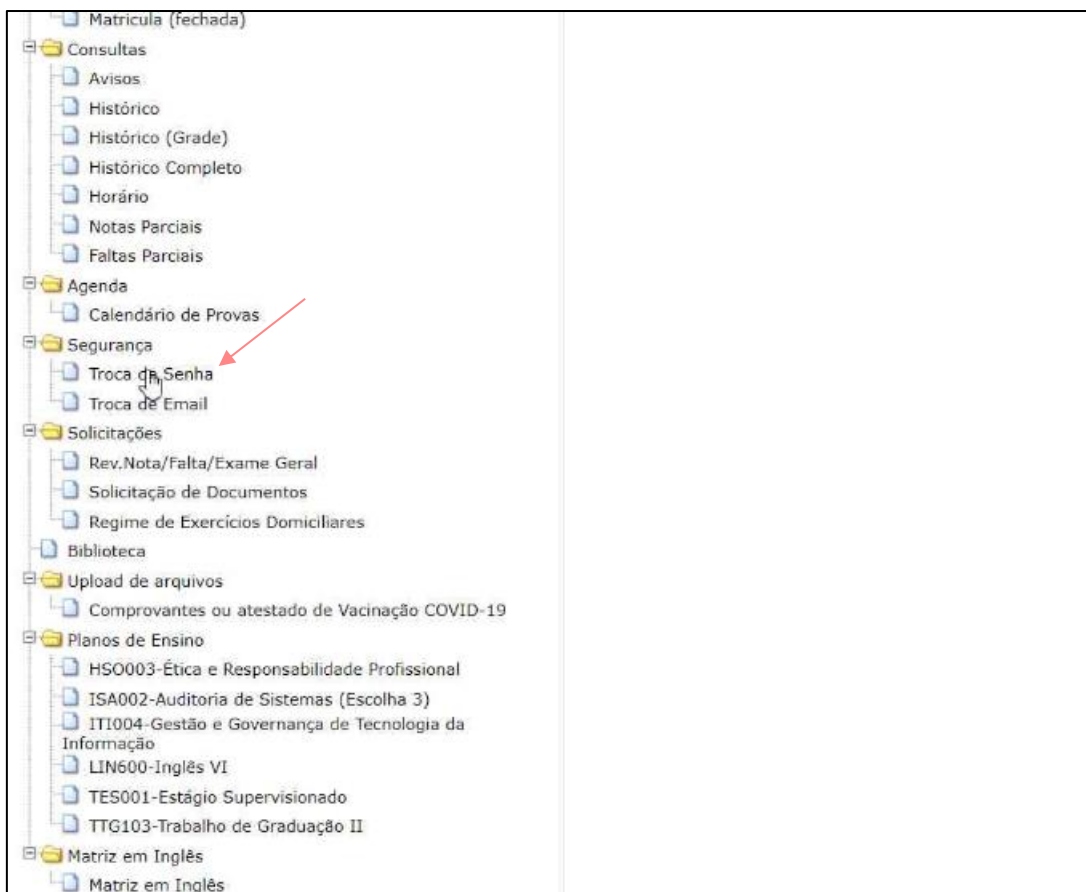 Matricula (fechada)
Consultas
Avisos
Histórico
Histórico (Grade)
Histórico Completo
Horário
Notas Parciais
Faltas Parciais
Agenda
Calendário de Provas
Segurança
Troca de Senha
Troca de Email
Solicitações
Rev.Nota/Falta/Exame Geral
Solicitação de Documentos
Regime de Exercícios Domiciliares
Biblioteca
Upload de arquivos
Comprovantes ou atestado de Vacinação COVID-19
Planos de Ensino
HSO003-Ética e Responsabilidade Profissional
ISA002-Auditoria de Sistemas (Escolha 3)
ITI004-Gestão e Governança de Tecnologia da
Informação
LIN600-Inglês VI
TES001-Estágio Supervisionado
TTG103-Trabalho de Graduação II
Matriz em Inglês
Matriz em Inglês